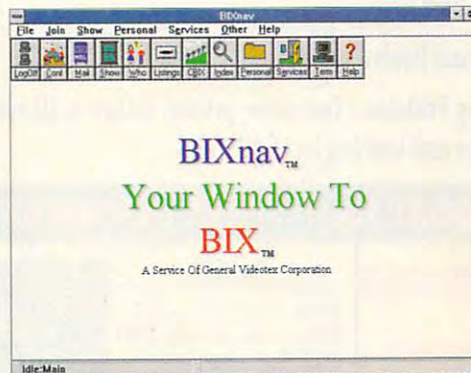 BIXnav
File Join Show Personal Services Other Help
LogOff Conf Mail Show Who Listings CBIX Index Personal Services Term Help
BIXnav™
Your Window To
BIX™
A Service Of General Videotex Corporation
Idle:Main